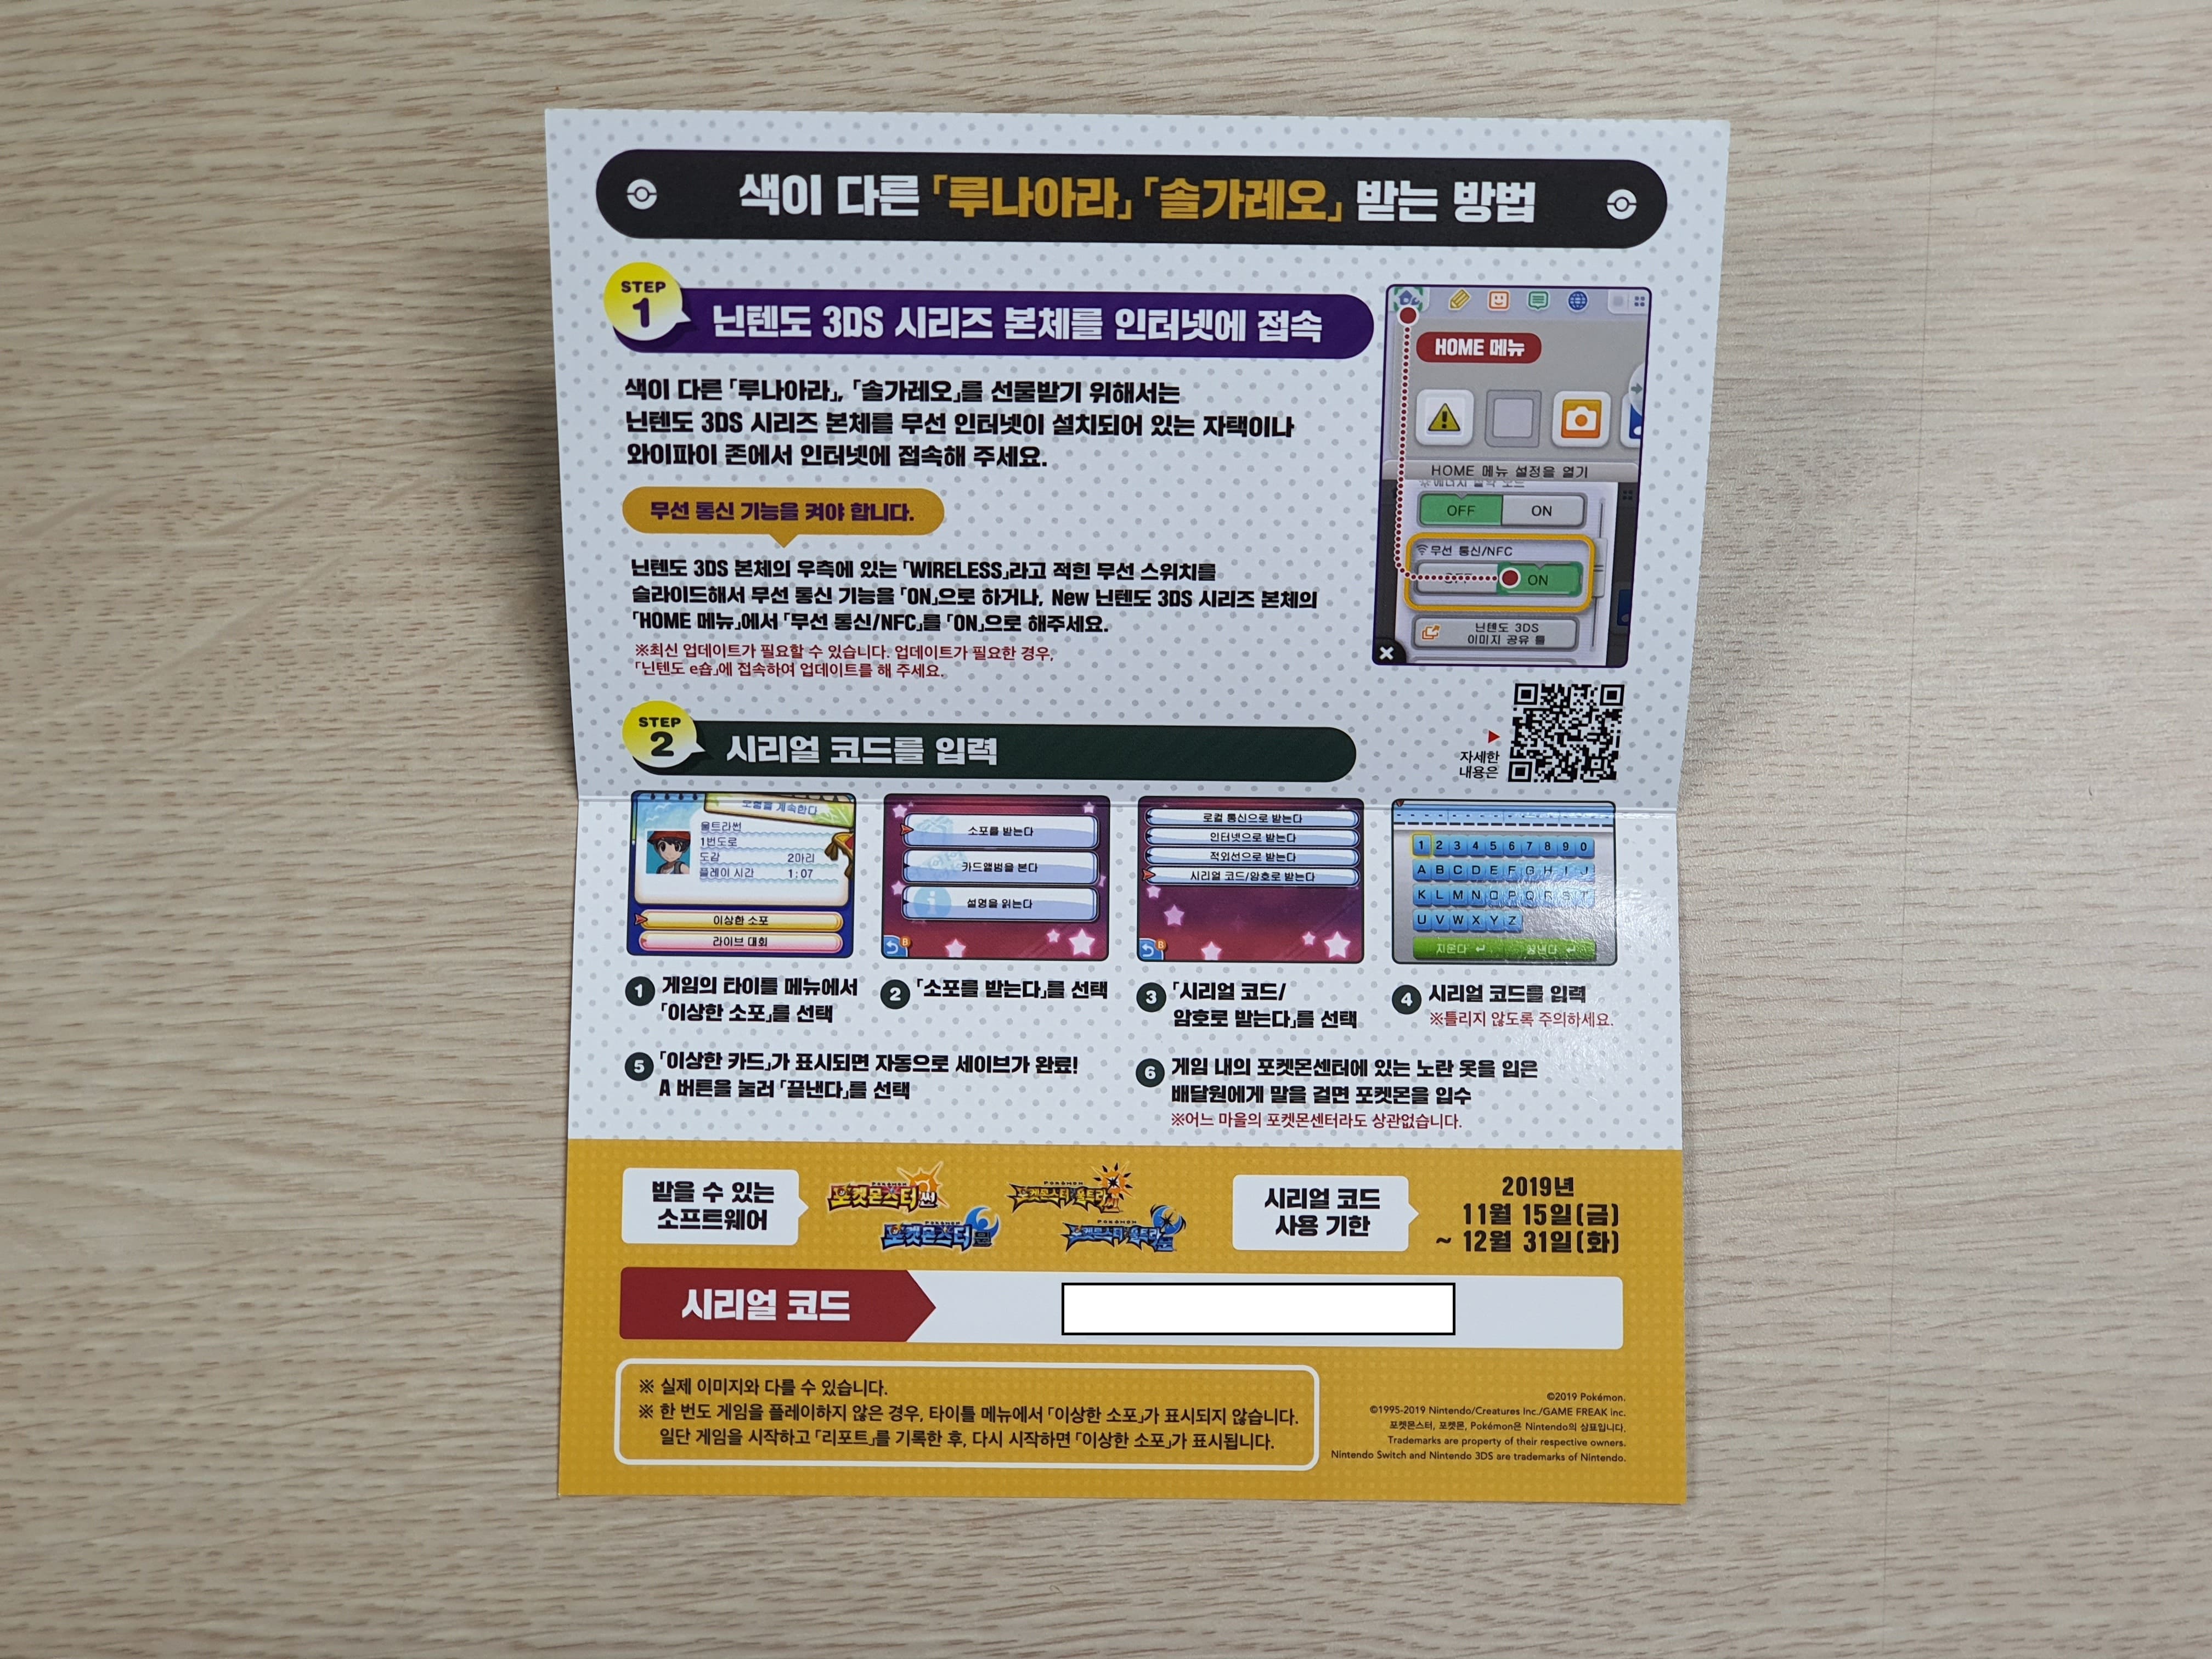 색이 다른 「루나아라」 「솔가레오」 받는 방법
STEP
1
닌텐도 3DS 시리즈 본체를 인터넷에 접속
색이 다른 「루나아라」, 「솔가레오」를 선물받기 위해서는
닌텐도 3DS 시리즈 본체를 무선 인터넷이 설치되어 있는 자택이나
와이파이 존에서 인터넷에 접속해 주세요.
무선 통신 기능을 켜야 합니다.
닌텐도 3DS 본체의 우측에 있는 「WIRELESS」라고 적힌 무선 스위치를
슬라이드해서 무선 통신 기능을 「ON」으로 하거나, New 닌텐도 3DS 시리즈 본체의
「HOME 메뉴」에서 「무선 통신/NFC」를 「ON」으로 해주세요.
※최신 업데이트가 필요할 수 있습니다. 업데이트가 필요한 경우,
「닌텐도 e숍」에 접속하여 업데이트를 해 주세요.
HOME 메뉴
HOME 메뉴 설정을 열기
OFF ON
무선 통신/NFC
OFF ON
닌텐도 3DS
이미지 공유 툴
자세한
내용은
STEP
2
시리얼 코드를 입력
모험을 계속한다
울트라썬
1번도로
도감 2마리
플레이 시간 1:07
이상한 소포
라이브 대회
소포를 받는다
카드앨범을 본다
설명을 읽는다
B
로컬 통신으로 받는다
인터넷으로 받는다
적외선으로 받는다
시리얼 코드/암호로 받는다
B
1 2 3 4 5 6 7 8 9 0
A B C D E F G H I J
K L M N O P Q R S T
U V W X Y Z
지운다 끝낸다
1 게임의 타이틀 메뉴에서
「이상한 소포」를 선택
2 「소포를 받는다」를 선택
3 「시리얼 코드/
암호로 받는다」를 선택
4 시리얼 코드를 입력
※틀리지 않도록 주의하세요.
5 「이상한 카드」가 표시되면 자동으로 세이브가 완료!
A 버튼을 눌러 「끝낸다」를 선택
6 게임 내의 포켓몬센터에 있는 노란 옷을 입은
배달원에게 말을 걸면 포켓몬을 입수
※어느 마을의 포켓몬센터라도 상관없습니다.
받을 수 있는
소프트웨어
POKÉMON
포켓몬스터 썬
POKÉMON
포켓몬스터 문
POKÉMON
포켓몬스터 울트라썬
POKÉMON
포켓몬스터 울트라문
시리얼 코드
사용 기한
2019년
11월 15일(금)
~ 12월 31일(화)
시리얼 코드
※ 실제 이미지와 다를 수 있습니다.
※ 한 번도 게임을 플레이하지 않은 경우, 타이틀 메뉴에서 「이상한 소포」가 표시되지 않습니다.
일단 게임을 시작하고 「리포트」를 기록한 후, 다시 시작하면 「이상한 소포」가 표시됩니다.
©2019 Pokémon.
©1995-2019 Nintendo/Creatures Inc./GAME FREAK inc.
포켓몬스터, 포켓몬, Pokémon은 Nintendo의 상표입니다.
Trademarks are property of their respective owners.
Nintendo Switch and Nintendo 3DS are trademarks of Nintendo.